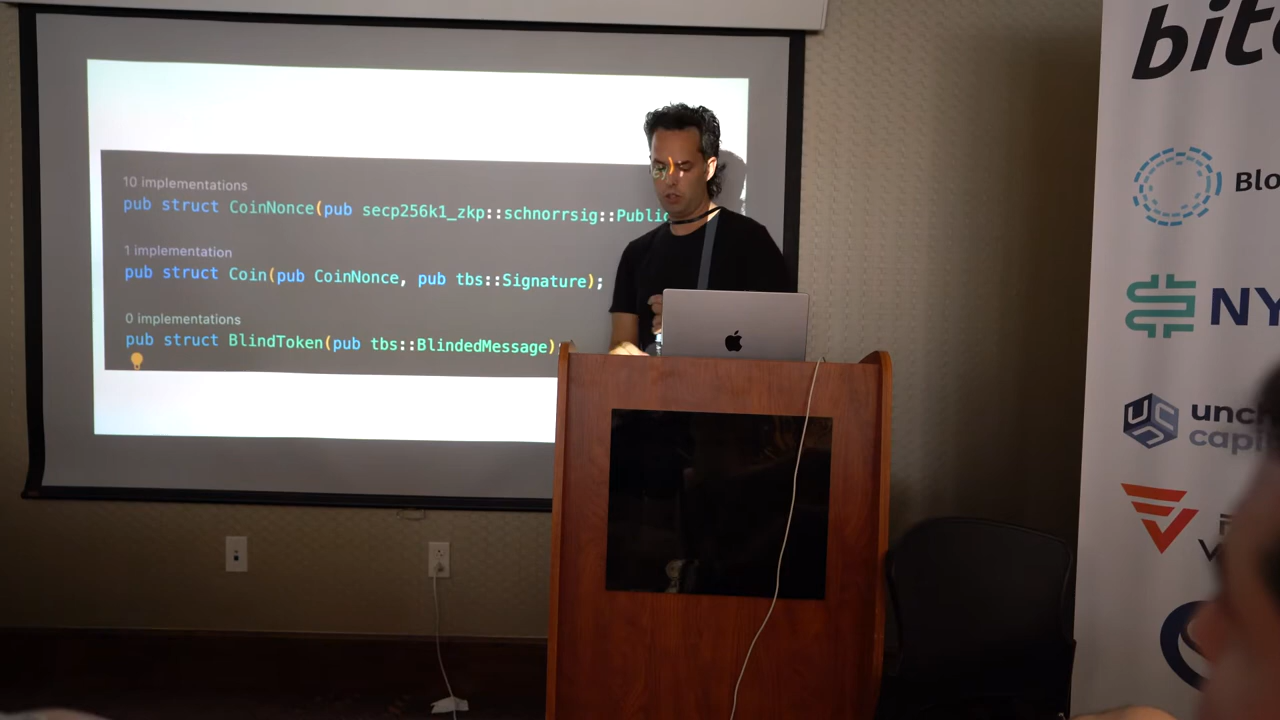 10 implementations
pub struct CoinNonce(pub secp256k1_zkp::schnorrsig::Public
1 implementation
pub struct Coin(pub CoinNonce, pub tbs::Signature);
0 implementations
pub struct BlindToken(pub tbs::BlindedMessage);
bit
Blo
NY
unch
capi